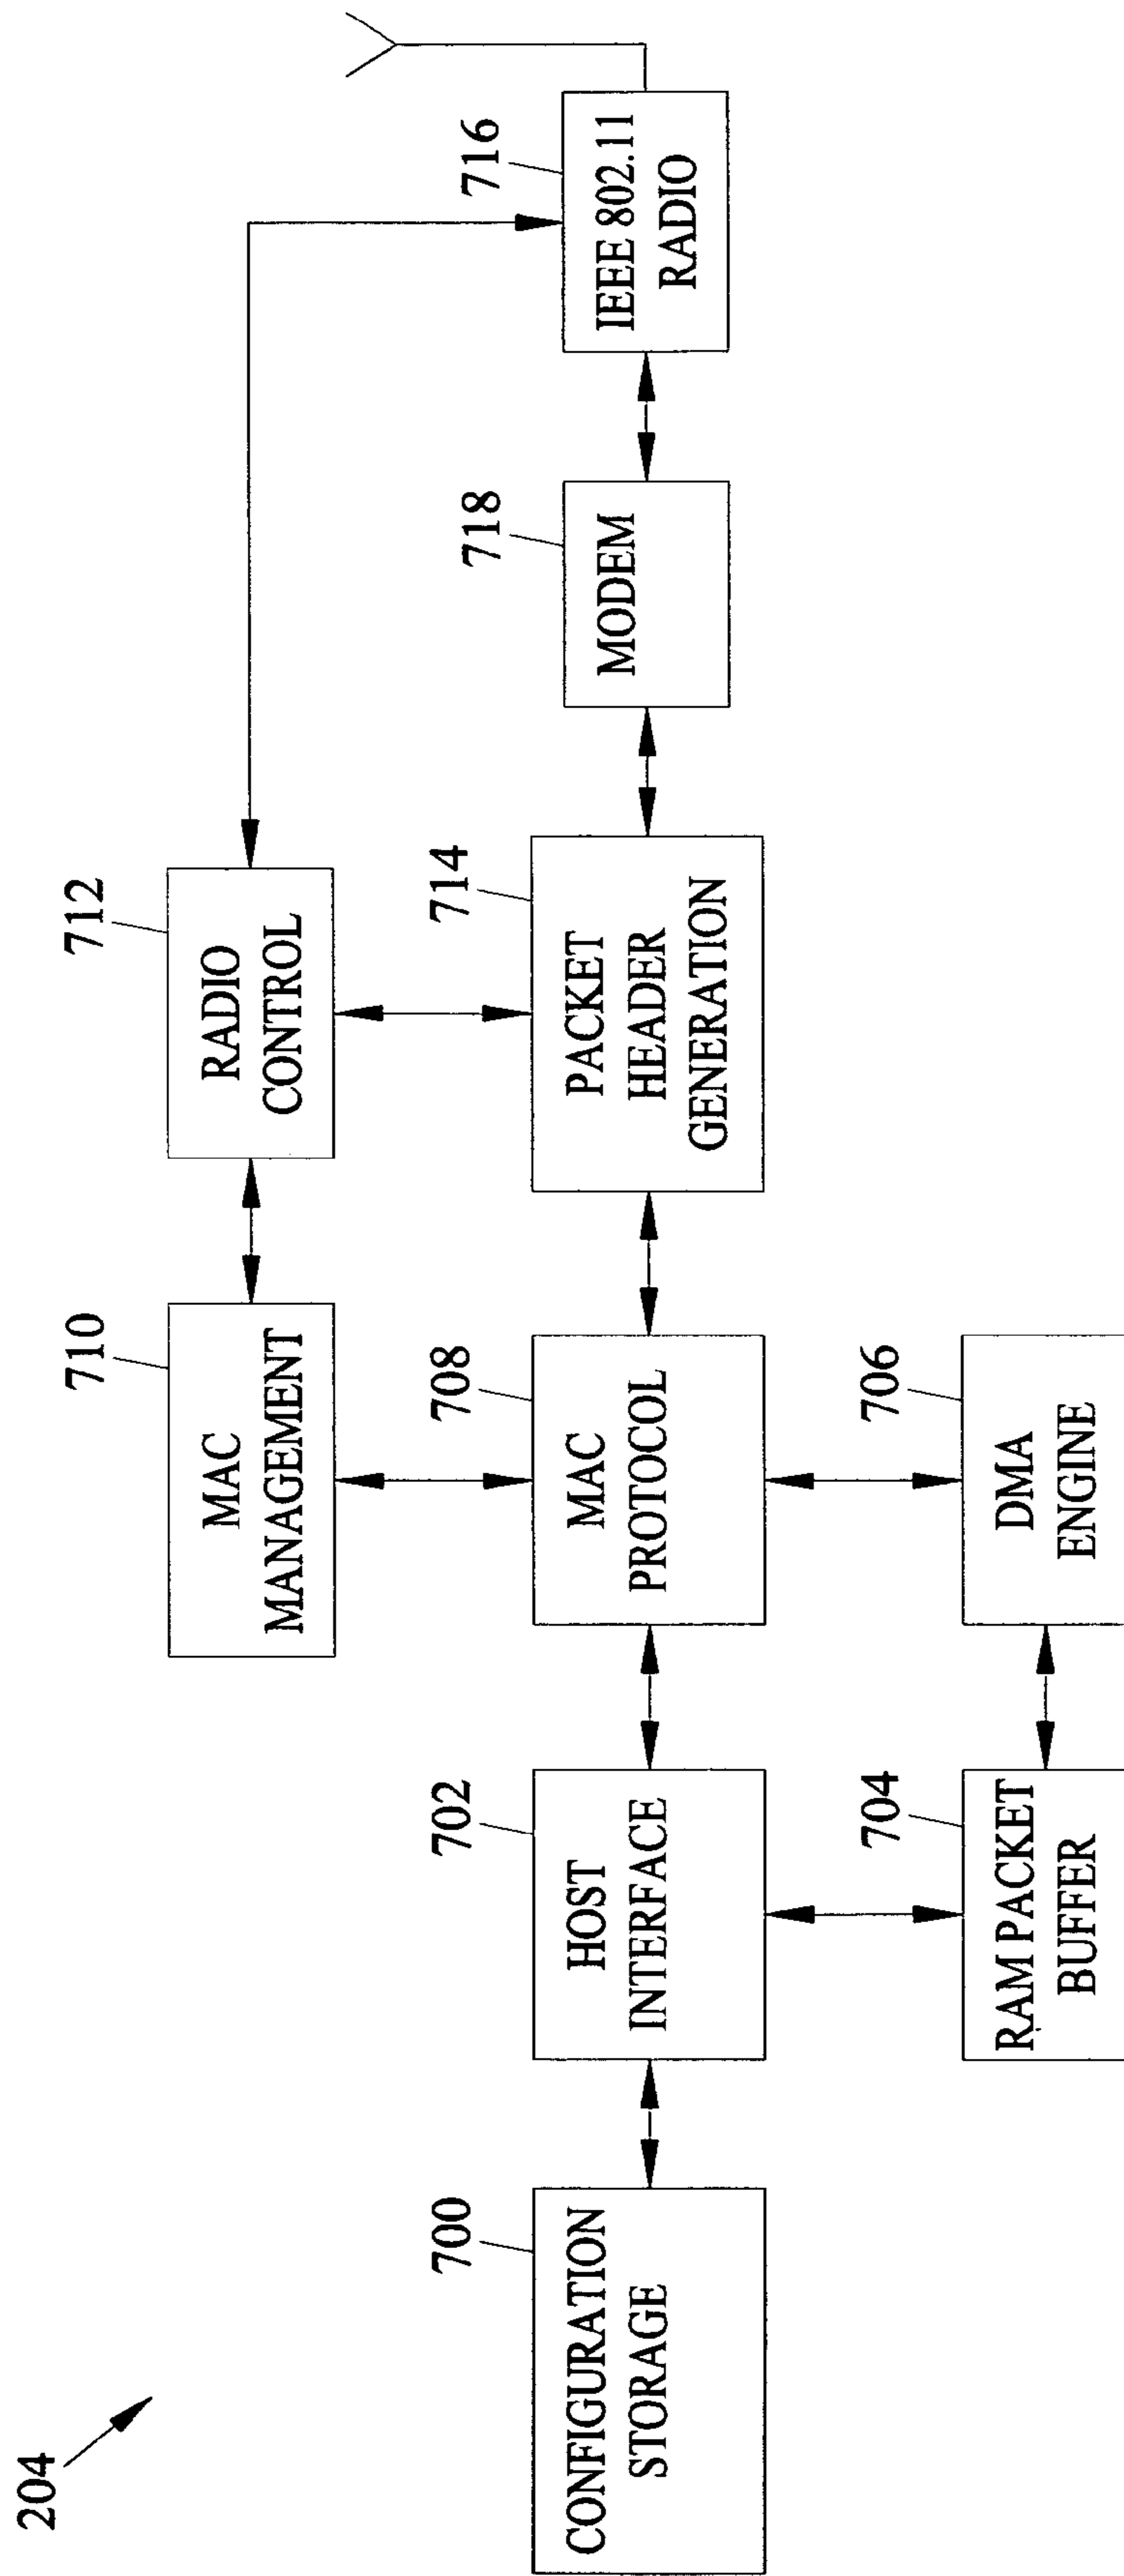 204
710
MAC
MANAGEMENT
712
RADIO
CONTROL
700
CONFIGURATION
STORAGE
702
HOST
INTERFACE
708
MAC
PROTOCOL
714
PACKET
HEADER
GENERATION
718
MODEM
716
IEEE 802.11
RADIO
704
RAM PACKET
BUFFER
706
DMA
ENGINE